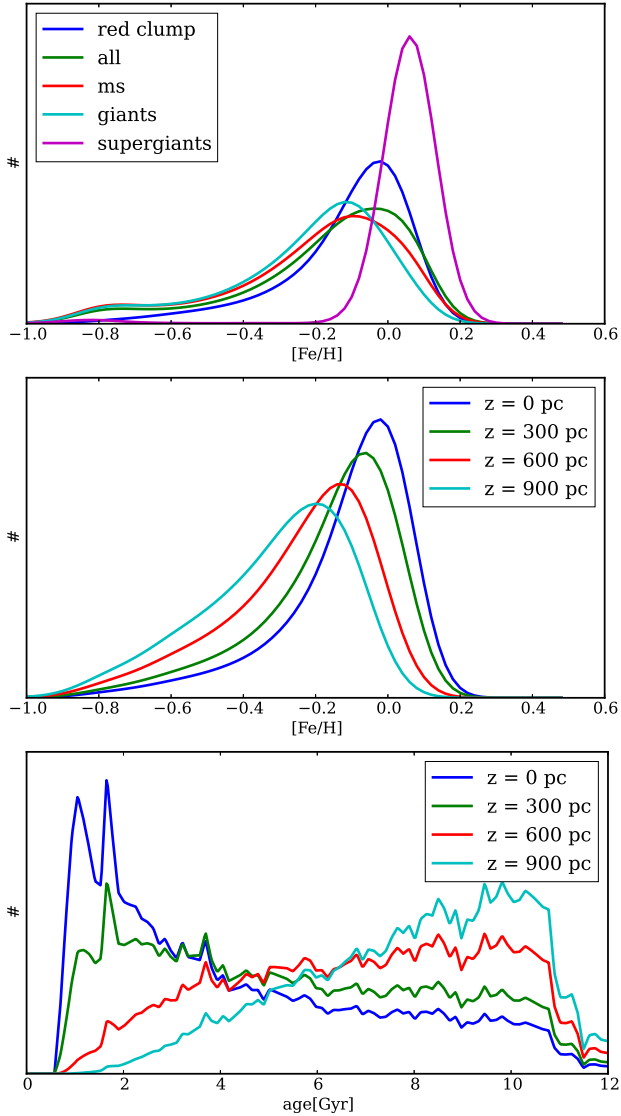 red clump
all
ms
giants
supergiants
#
−1.0 −0.8 −0.6 −0.4 −0.2 0.0 0.2 0.4 0.6
[Fe/H]
z = 0 pc
z = 300 pc
z = 600 pc
z = 900 pc
#
−1.0 −0.8 −0.6 −0.4 −0.2 0.0 0.2 0.4 0.6
[Fe/H]
z = 0 pc
z = 300 pc
z = 600 pc
z = 900 pc
#
0 2 4 6 8 10 12
age[Gyr]